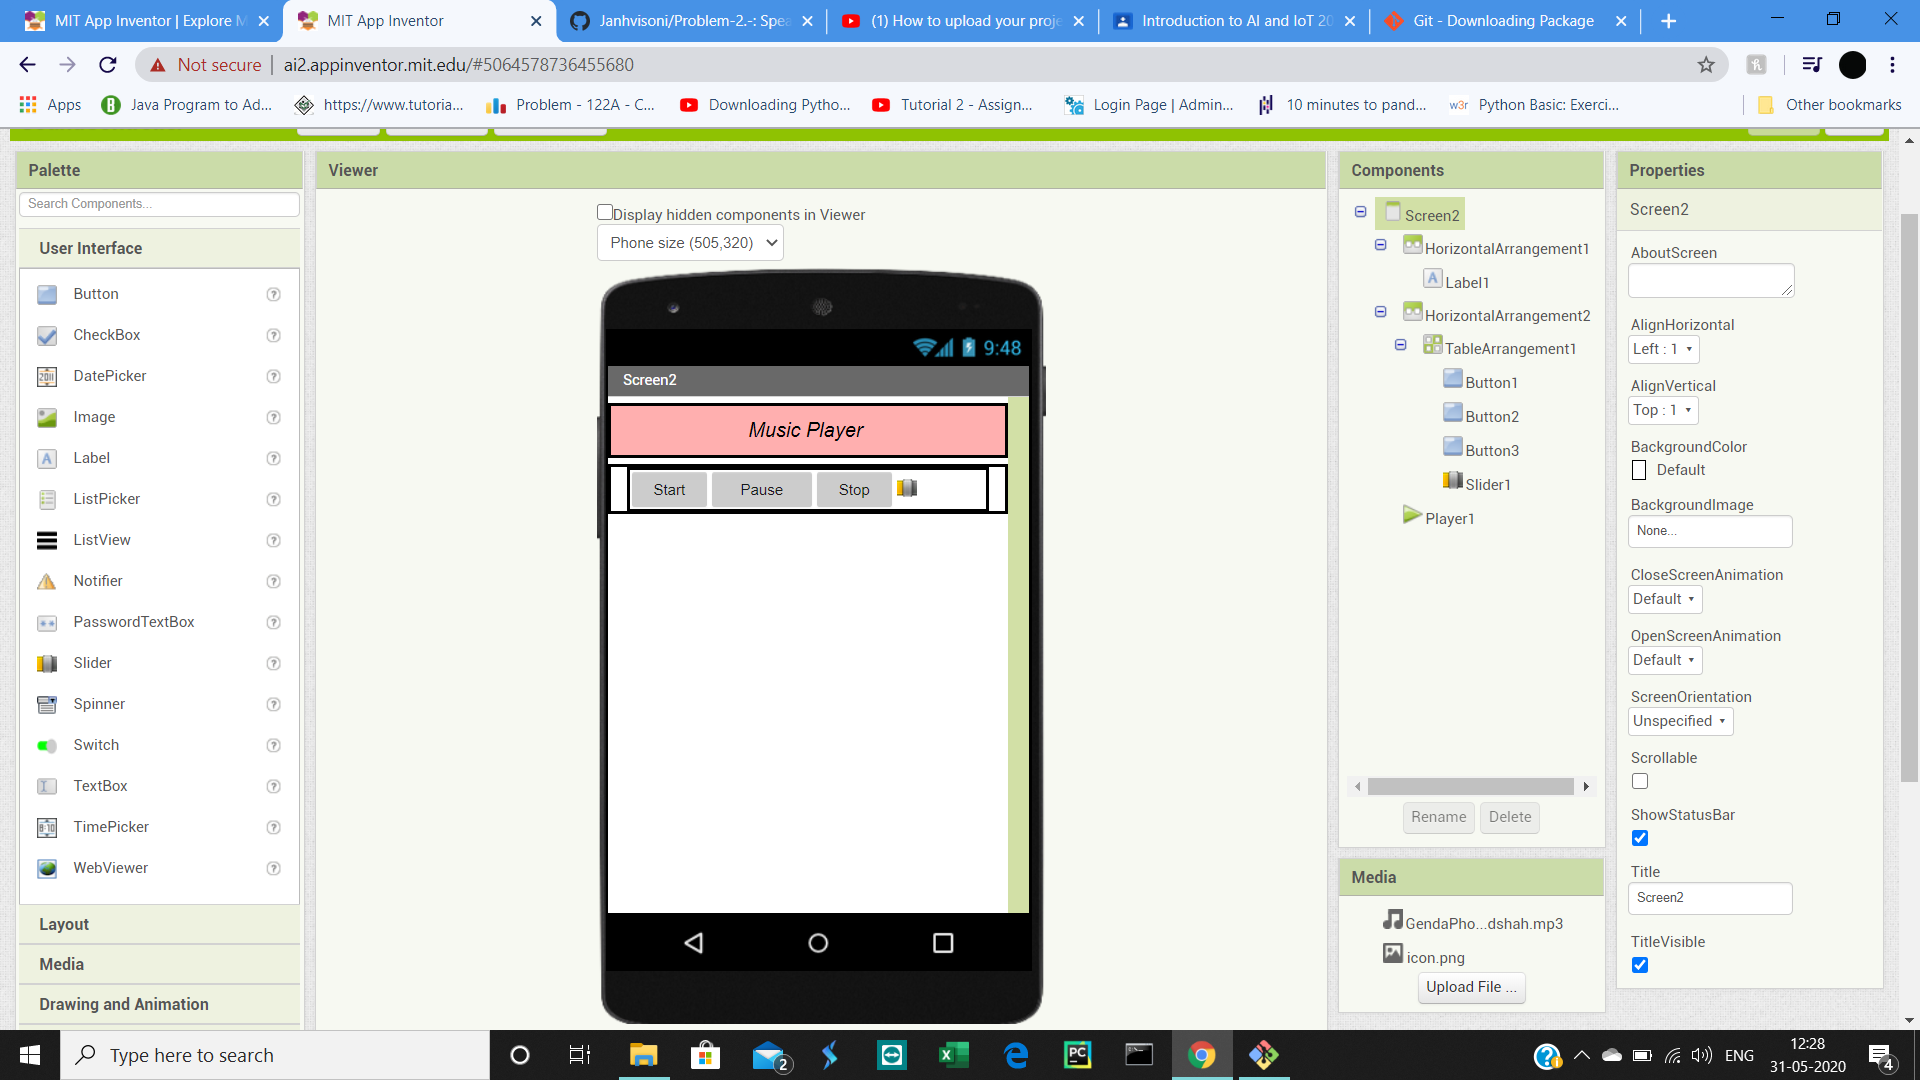 MIT App Inventor | Explore M
MIT App Inventor
Janhvisoni/Problem-2.-: Spea
(1) How to upload your proje
Introduction to AI and IoT 20
Git - Downloading Package
Not secure
ai2.appinventor.mit.edu/#5064578736455680
Apps
Java Program to Ad...
https://www.tutoria...
Problem - 122A - C...
Downloading Pytho...
Tutorial 2 - Assign...
Login Page | Admin...
10 minutes to pand...
w3r
Python Basic: Exerci...
Other bookmarks
Palette
Search Components...
User Interface
Button
CheckBox
DatePicker
Image
Label
ListPicker
ListView
Notifier
PasswordTextBox
Slider
Spinner
Switch
TextBox
TimePicker
WebViewer
Layout
Media
Drawing and Animation
Viewer
Display hidden components in Viewer
Phone size (505,320)
9:48
Screen2
Music Player
Start
Pause
Stop
Components
Screen2
HorizontalArrangement1
Label1
HorizontalArrangement2
TableArrangement1
Button1
Button2
Button3
Slider1
Player1
Rename
Delete
Media
GendaPho...dshah.mp3
icon.png
Upload File ...
Properties
Screen2
AboutScreen
AlignHorizontal
Left : 1
AlignVertical
Top : 1
BackgroundColor
Default
BackgroundImage
None...
CloseScreenAnimation
Default
OpenScreenAnimation
Default
ScreenOrientation
Unspecified
Scrollable
ShowStatusBar
Title
Screen2
TitleVisible
Type here to search
2
PC
ENG
12:28
31-05-2020
4